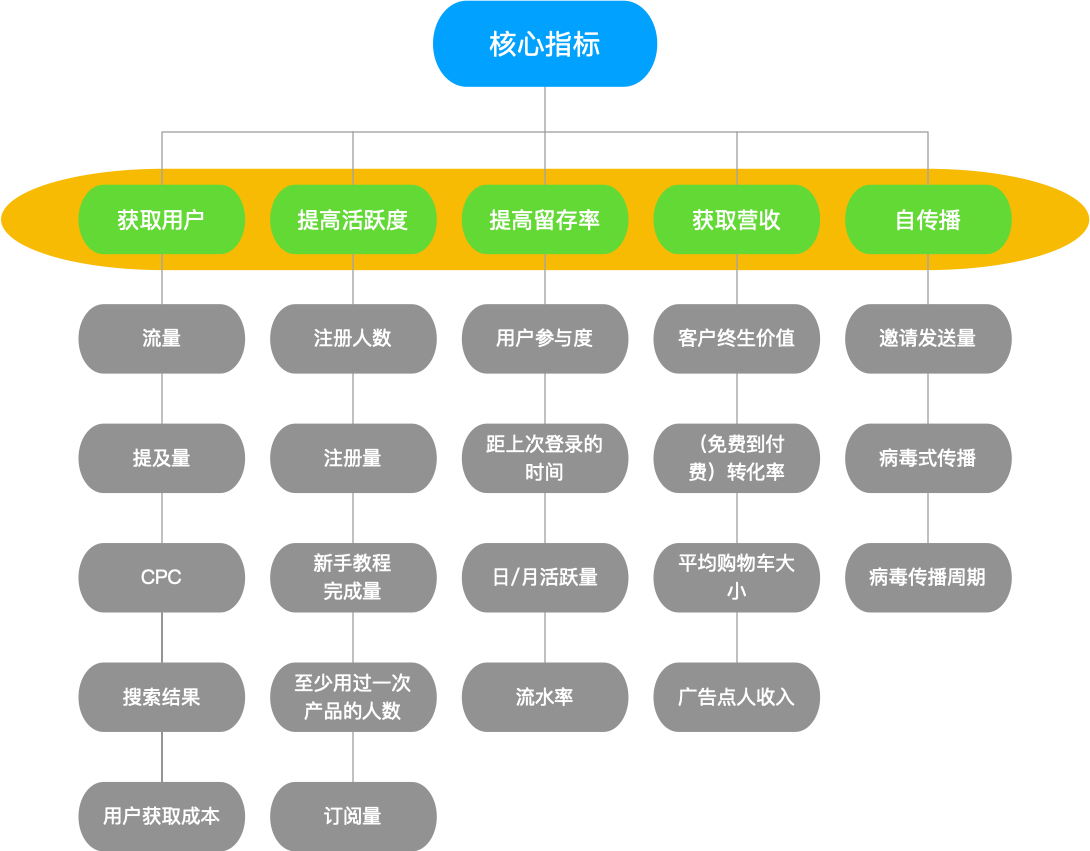 核心指标
获取用户
提高活跃度
提高留存率
获取营收
自传播
流量
注册人数
用户参与度
客户终生价值
邀请发送量
提及量
注册量
距上次登录的
时间
（免费到付
费）转化率
病毒式传播
CPC
新手教程
完成量
日/月活跃量
平均购物车大
小
病毒传播周期
搜索结果
至少用过一次
产品的人数
流水率
广告点人收入
用户获取成本
订阅量